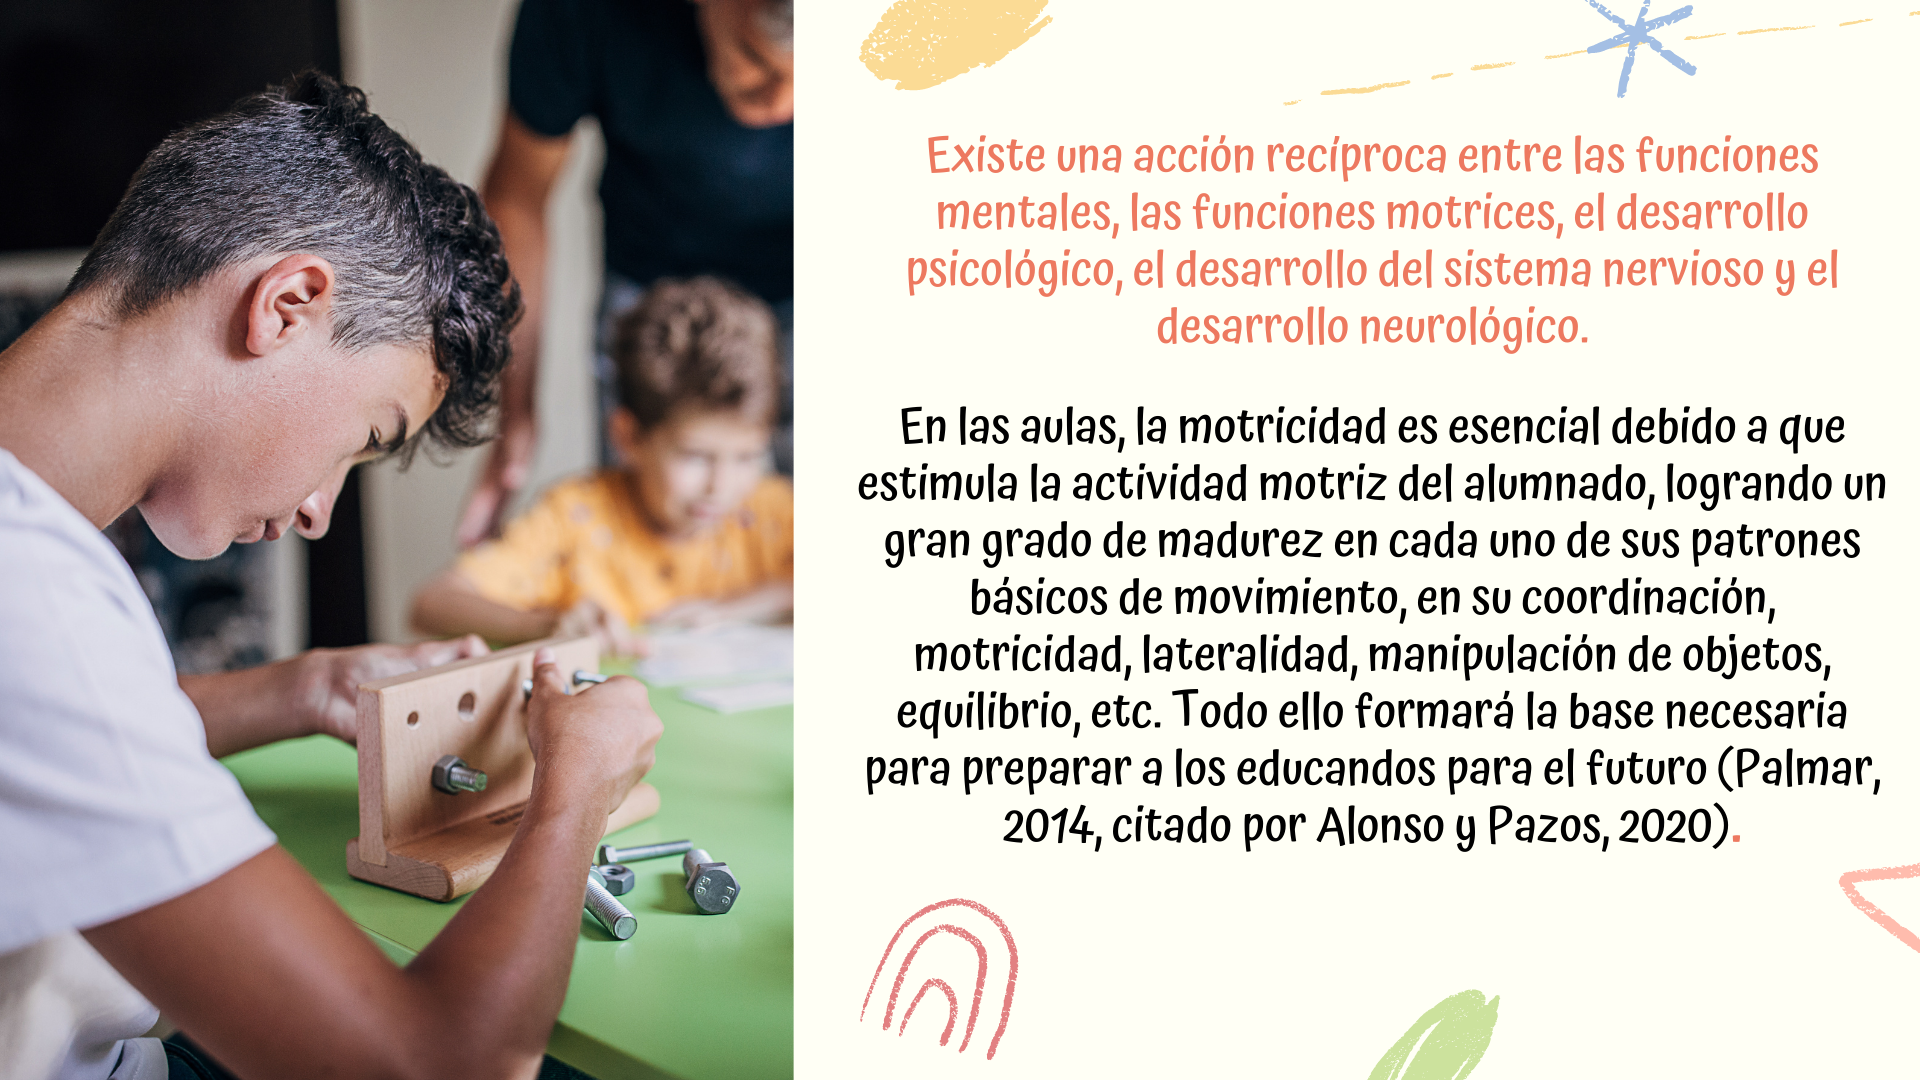 Existe una acción recíproca entre las funciones
mentales, las funciones motrices, el desarrollo
psicológico, el desarrollo del sistema nervioso y el
desarrollo neurológico.
En las aulas, la motricidad es esencial debido a que
estimula la actividad motriz del alumnado, logrando un
gran grado de madurez en cada uno de sus patrones
básicos de movimiento, en su coordinación,
motricidad, lateralidad, manipulación de objetos,
equilibrio, etc. Todo ello formará la base necesaria
para preparar a los educandos para el futuro (Palmar,
2014, citado por Alonso y Pazos, 2020).